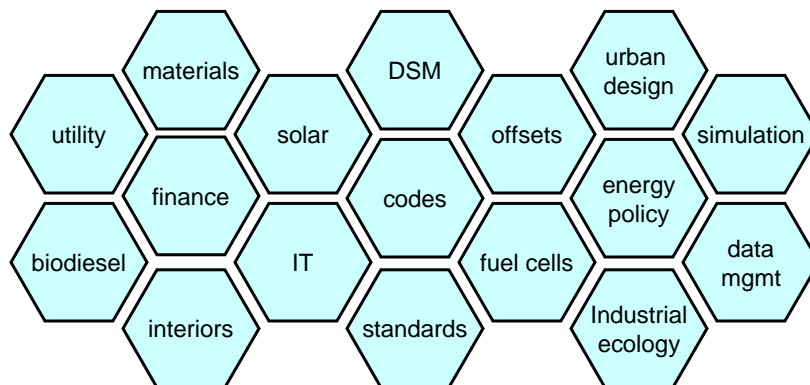 materials
DSM
urban
design
utility
solar
offsets
simulation
finance
codes
energy
policy
biodiesel
IT
fuel cells
data
mgmt
interiors
standards
Industrial
ecology